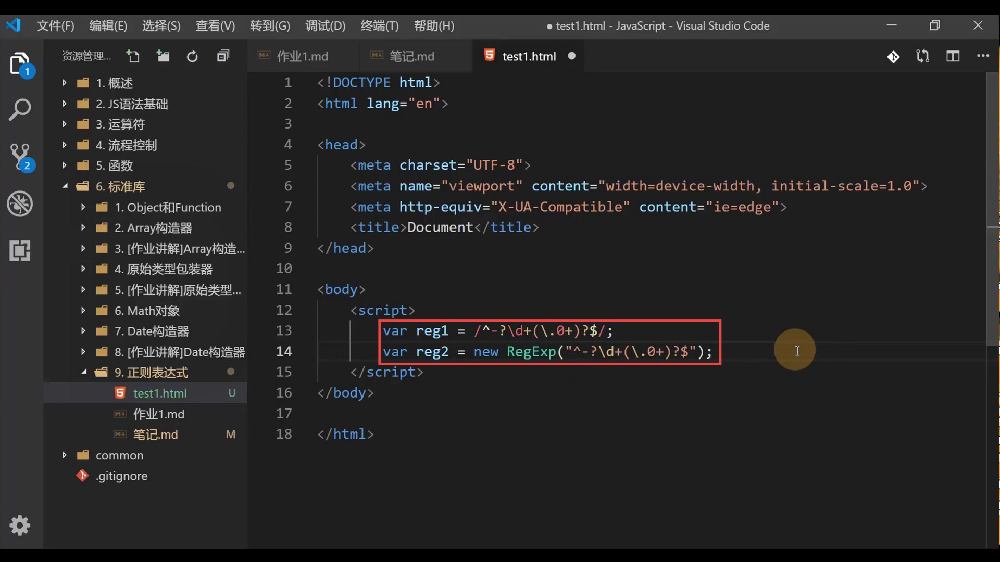 文件(F) 编辑(E) 选择(S) 查看(V) 转到(G) 调试(D) 终端(T) 帮助(H) ● test1.html - JavaScript - Visual Studio Code
资源管理...
作业1.md 笔记.md test1.html
1
2
1. 概述
2. JS语法基础
3. 运算符
4. 流程控制
5. 函数
6. 标准库
1. Object和Function
2. Array构造器
3. [作业讲解]Array构造...
4. 原始类型包装器
5. [作业讲解]原始类型...
6. Math对象
7. Date构造器
8. [作业讲解]Date构造器
9. 正则表达式
test1.html U
作业1.md
笔记.md M
common
.gitignore
1 <!DOCTYPE html>
2 <html lang="en">
3
4 <head>
5 <meta charset="UTF-8">
6 <meta name="viewport" content="width=device-width, initial-scale=1.0">
7 <meta http-equiv="X-UA-Compatible" content="ie=edge">
8 <title>Document</title>
9 </head>
10
11 <body>
12 <script>
13 var reg1 = /^-?\d+(\.0+)?$/;
14 var reg2 = new RegExp("^-?\d+(\.0+)?$");
15 </script>
16 </body>
17
18 </html>